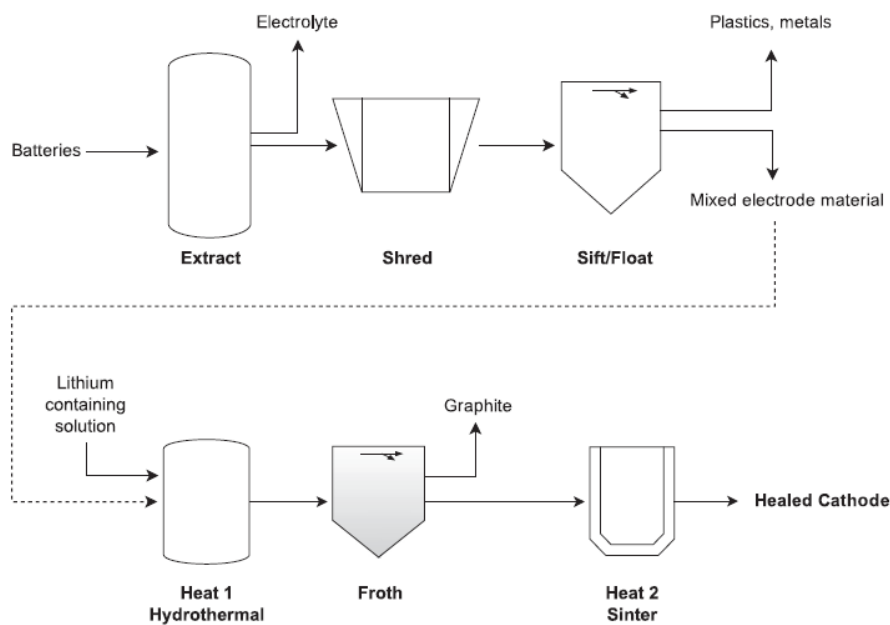 Electrolyte
Plastics, metals
Batteries
Mixed electrode material
Extract
Shred
Sift/Float
Lithium
containing
solution
Graphite
Healed Cathode
Heat 1
Hydrothermal
Froth
Heat 2
Sinter